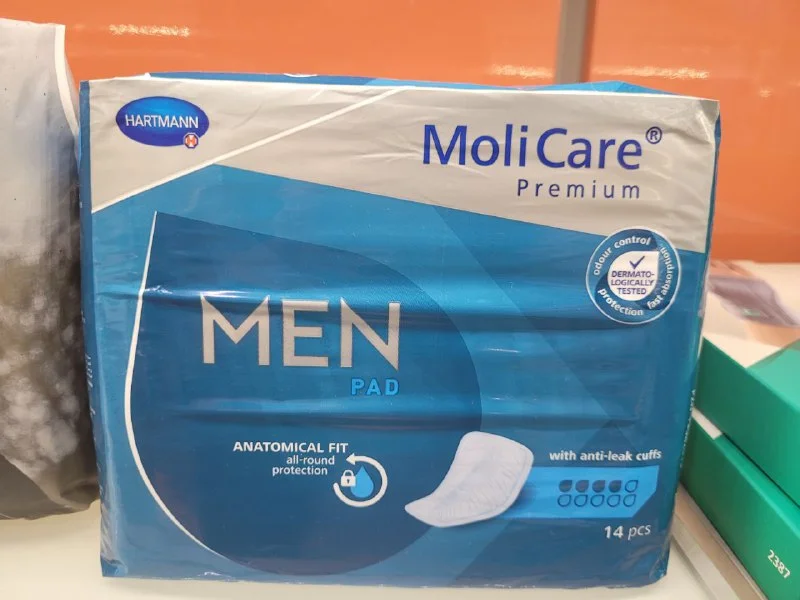 HARTMANN
MoliCare®
Premium
odour control
fast absorption
protection
DERMATO-
LOGICALLY
TESTED
MEN
PAD
ANATOMICAL FIT
all-round
protection
with anti-leak cuffs
14 pcs
2387